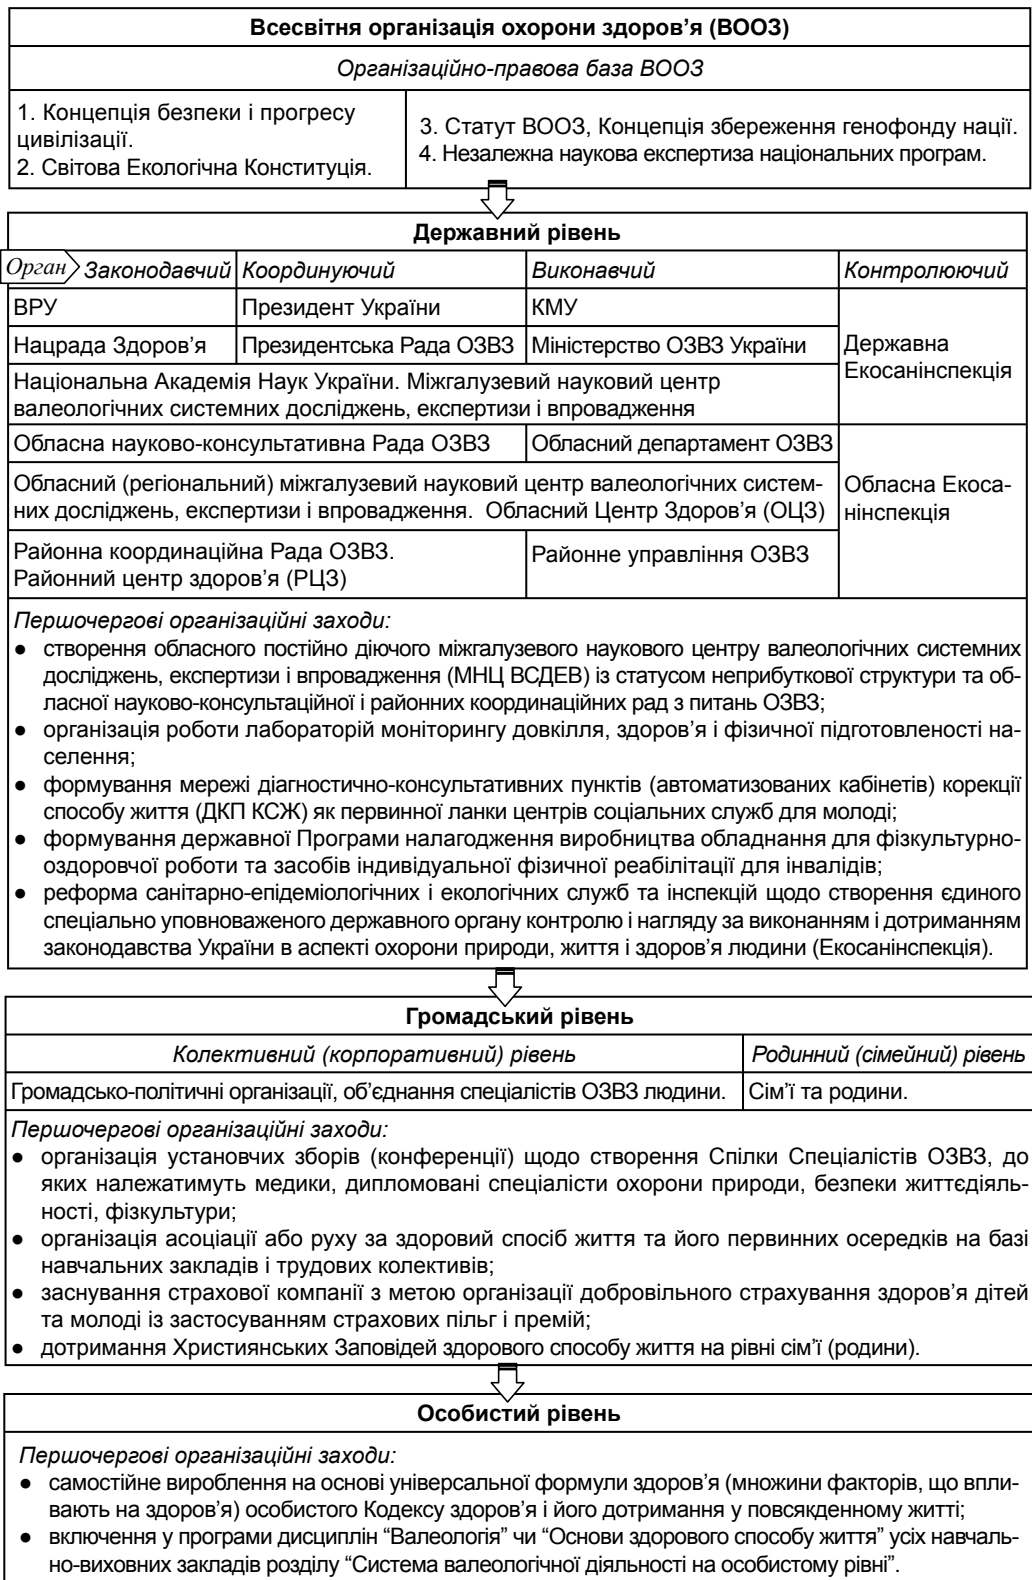 Всесвітня організація охорони здоров’я (ВООЗ)
Організаційно-правова база ВООЗ
1. Концепція безпеки і прогресу
цивілізації.
2. Світова Екологічна Конституція.
3. Статут ВООЗ, Концепція збереження генофонду нації.
4. Незалежна наукова експертиза національних програм.
Державний рівень
Орган Законодавчий Координуючий Виконавчий Контролюючий
ВРУ Президент України КМУ
Нацрада Здоров’я Президентська Рада ОЗВЗ Міністерство ОЗВЗ України
Державна
Екосанінспекція
Національна Академія Наук України. Міжгалузевий науковий центр
валеологічних системних досліджень, експертизи і впровадження
Обласна науково-консультативна Рада ОЗВЗ Обласний департамент ОЗВЗ
Обласний (регіональний) міжгалузевий науковий центр валеологічних систем-
них досліджень, експертизи і впровадження. Обласний Центр Здоров’я (ОЦЗ)
Обласна Екоса-
нінспекція
Районна координаційна Рада ОЗВЗ.
Районний центр здоров’я (РЦЗ)
Районне управління ОЗВЗ
Першочергові організаційні заходи:
● створення обласного постійно діючого міжгалузевого наукового центру валеологічних системних
досліджень, експертизи і впровадження (МНЦ ВСДЕВ) із статусом неприбуткової структури та об-
ласної науково-консультаційної і районних координаційних рад з питань ОЗВЗ;
● організація роботи лабораторій моніторингу довкілля, здоров’я і фізичної підготовленості на-
селення;
● формування мережі діагностично-консультативних пунктів (автоматизованих кабінетів) корекції
способу життя (ДКП КСЖ) як первинної ланки центрів соціальних служб для молоді;
● формування державної Програми налагодження виробництва обладнання для фізкультурно-
оздоровчої роботи та засобів індивідуальної фізичної реабілітації для інвалідів;
● реформа санітарно-епідеміологічних і екологічних служб та інспекцій щодо створення єдиного
спеціально уповноваженого державного органу контролю і нагляду за виконанням і дотриманням
законодавства України в аспекті охорони природи, життя і здоров’я людини (Екосанінспекція).
Громадський рівень
Колективний (корпоративний) рівень Родинний (сімейний) рівень
Громадсько-політичні організації, об’єднання спеціалістів ОЗВЗ людини. Сім’ї та родини.
Першочергові організаційні заходи:
● організація установчих зборів (конференції) щодо створення Спілки Спеціалістів ОЗВЗ, до
яких належатимуть медики, дипломовані спеціалісти охорони природи, безпеки життєдіяль-
ності, фізкультури;
● організація асоціації або руху за здоровий спосіб життя та його первинних осередків на базі
навчальних закладів і трудових колективів;
● заснування страхової компанії з метою організації добровільного страхування здоров’я дітей
та молоді із застосуванням страхових пільг і премій;
● дотримання Християнських Заповідей здорового способу життя на рівні сім’ї (родини).
Особистий рівень
Першочергові організаційні заходи:
● самостійне вироблення на основі універсальної формули здоров’я (множини факторів, що впли-
вають на здоров’я) особистого Кодексу здоров’я і його дотримання у повсякденному житті;
● включення у програми дисциплін “Валеологія” чи “Основи здорового способу життя” усіх навчаль-
но-виховних закладів розділу “Система валеологічної діяльності на особистому рівні”.